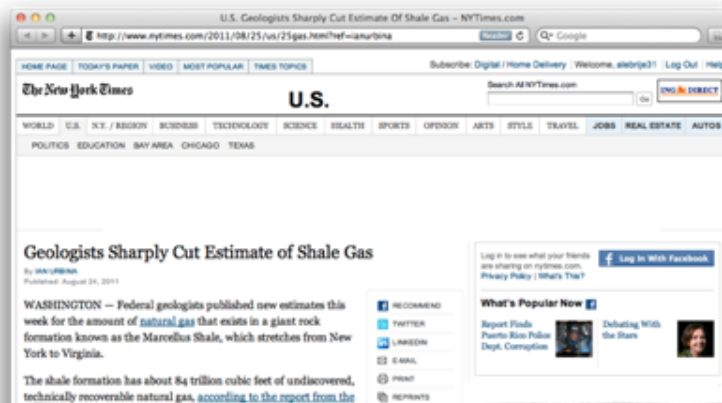 U.S. Geologists Sharply Cut Estimate Of Shale Gas – NYTimes.com
http://www.nytimes.com/2011/08/25/us/25gas.html?ref=ianurbina
Reader
Google
HOME PAGE TODAY'S PAPER VIDEO MOST POPULAR TIMES TOPICS
Subscribe: Digital / Home Delivery Welcome, alebrije31 Log Out Help
The New York Times
U.S.
Search All NYTimes.com
Go
ING DIRECT
WORLD U.S. N.Y. / REGION BUSINESS TECHNOLOGY SCIENCE HEALTH SPORTS OPINION ARTS STYLE TRAVEL JOBS REAL ESTATE AUTOS
POLITICS EDUCATION BAY AREA CHICAGO TEXAS
Geologists Sharply Cut Estimate of Shale Gas
By IAN URBINA
Published: August 24, 2011
WASHINGTON — Federal geologists published new estimates this
week for the amount of natural gas that exists in a giant rock
formation known as the Marcellus Shale, which stretches from New
York to Virginia.
The shale formation has about 84 trillion cubic feet of undiscovered,
technically recoverable natural gas, according to the report from the
RECOMMEND
TWITTER
LINKEDIN
E-MAIL
PRINT
REPRINTS
Log in to see what your friends
are sharing on nytimes.com.
Privacy Policy | What's This?
Log In With Facebook
What's Popular Now
Report Finds
Puerto Rico Police
Dept. Corruption
Debating With
the Stars